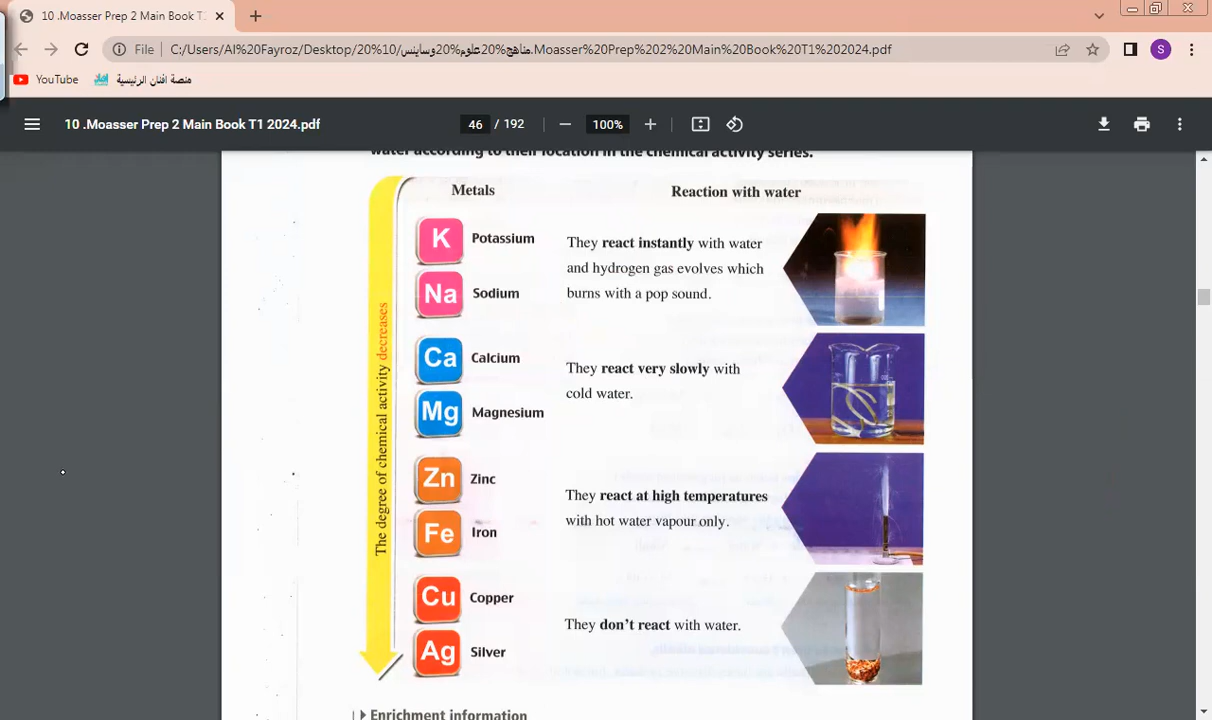 10 .Moasser Prep 2 Main Book T1
File
C:/Users/Al%20Fayroz/Desktop/مناهج%20علوم%20وساينس/10%20.Moasser%20Prep%202%20Main%20Book%20T1%202024.pdf
S
YouTube
منصة افنان الرئيسية
10 .Moasser Prep 2 Main Book T1 2024.pdf
46 / 192
100%
water according to their location in the chemical activity series.
Metals
Reaction with water
The degree of chemical activity decreases
K Potassium
Na Sodium
They react instantly with water
and hydrogen gas evolves which
burns with a pop sound.
Ca Calcium
Mg Magnesium
They react very slowly with
cold water.
Zn Zinc
Fe Iron
They react at high temperatures
with hot water vapour only.
Cu Copper
Ag Silver
They don't react with water.
Enrichment information